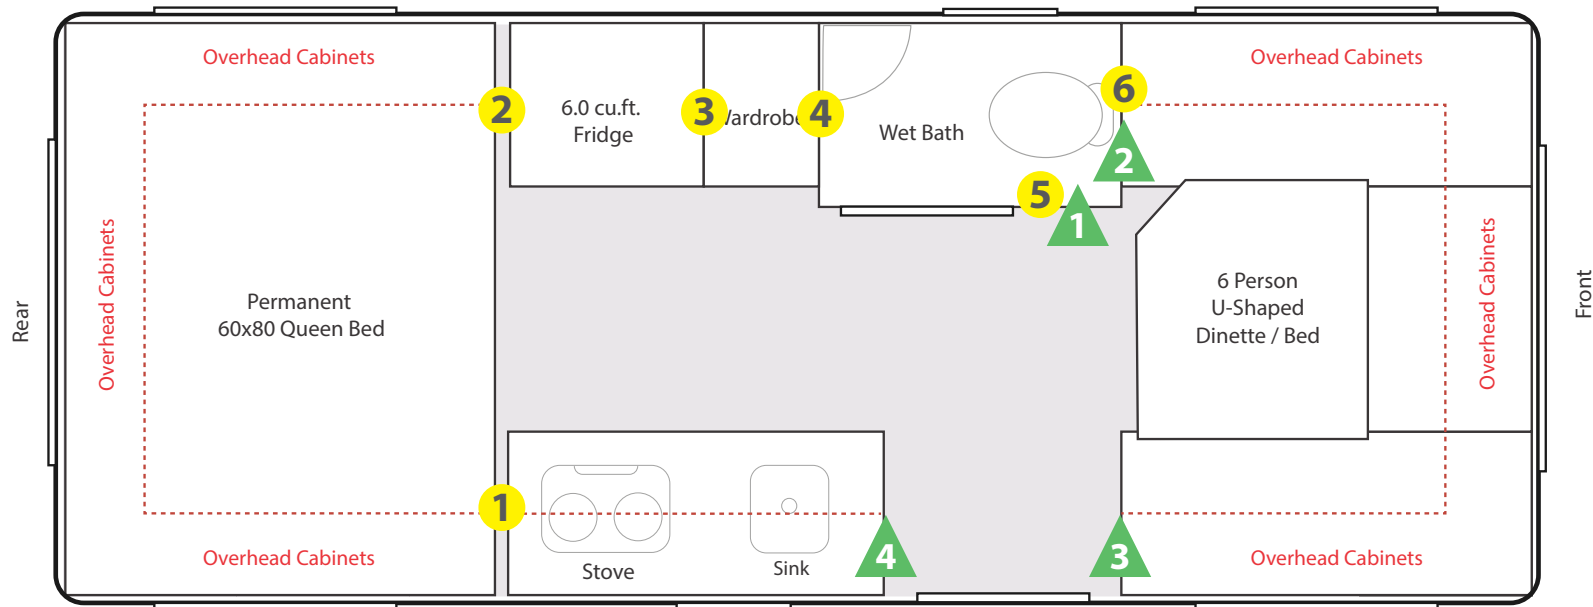 Overhead Cabinets
Overhead Cabinets
2
6.0 cu.ft.
Fridge
3
4
Wet Bath
6
2
5
1
Rear
Overhead Cabinets
Permanent
60x80 Queen Bed
6 Person
U-Shaped
Dinette / Bed
Overhead Cabinets
Front
1
Overhead Cabinets
Stove
Sink
4
3
Overhead Cabinets